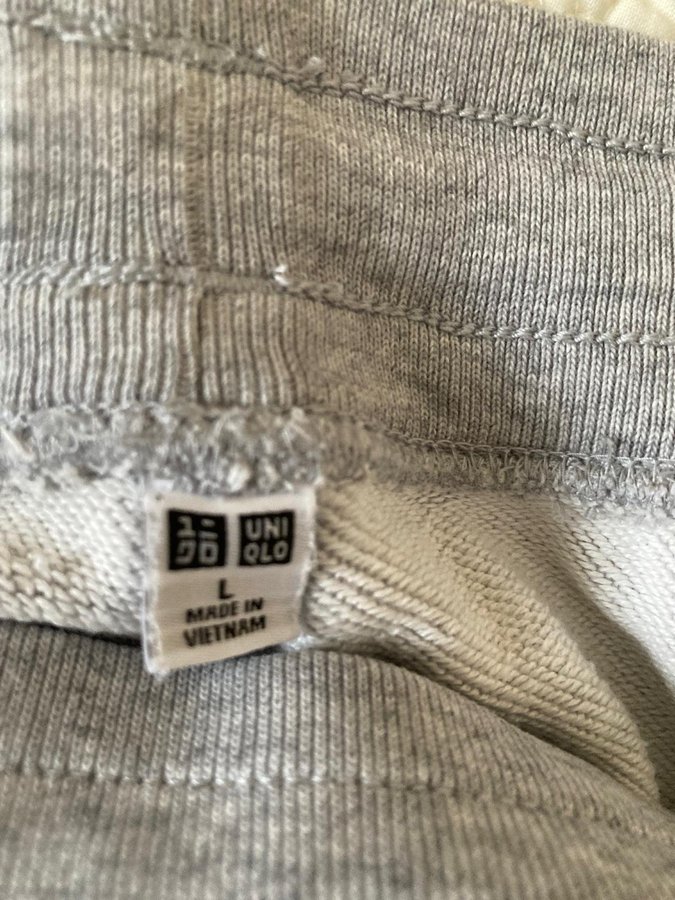 ユニ UNI
クロ QLO
L
MADE IN
VIETNAM